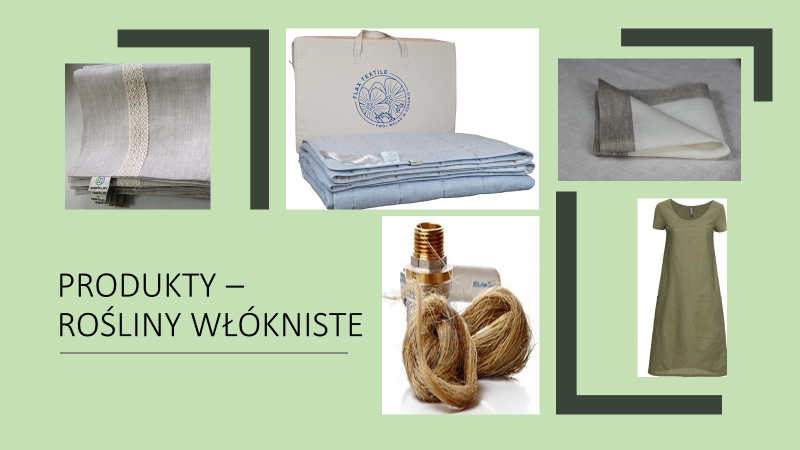 FLAX TEXTILE
PRODUKTY –
ROŚLINY WŁÓKNISTE